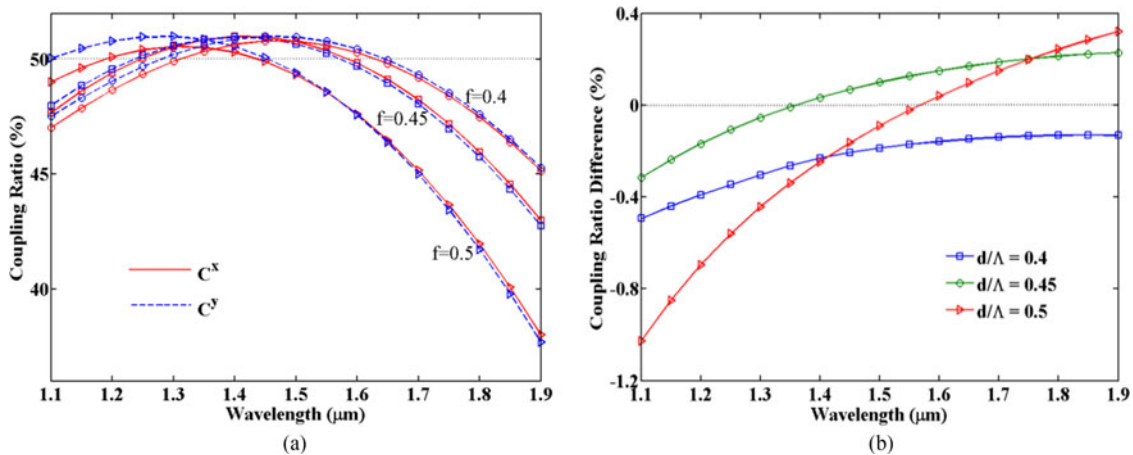 Coupling Ratio (%)
50
45
40
f=0.4
f=0.45
f=0.5
C^x
C^y
1.1 1.2 1.3 1.4 1.5 1.6 1.7 1.8 1.9
Wavelength (μm)
(a)
Coupling Ratio Difference (%)
0.4
0
-0.4
-0.8
-1.2
d/Λ = 0.4
d/Λ = 0.45
d/Λ = 0.5
1.1 1.2 1.3 1.4 1.5 1.6 1.7 1.8 1.9
Wavelength (μm)
(b)